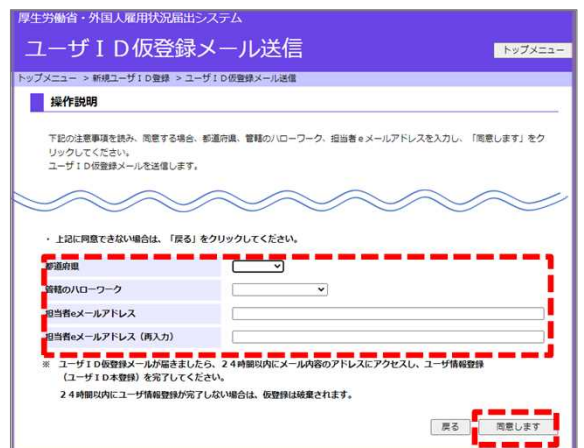 厚生労働省・外国人雇用状況届出システム
ユーザＩＤ仮登録メール送信
トップメニュー
トップメニュー > 新規ユーザＩＤ登録 > ユーザＩＤ仮登録メール送信
操作説明
下記の注意事項を読み、同意する場合、都道府県、管轄のハローワーク、担当者ｅメールアドレスを入力し、「同意します」をク
リックしてください。
ユーザＩＤ仮登録メールを送信します。
・ 上記に同意できない場合は、「戻る」をクリックしてください。
都道府県
管轄のハローワーク
担当者eメールアドレス
担当者eメールアドレス（再入力）
※ ユーザＩＤ仮登録メールが届きましたら、２４時間以内にメール内容のアドレスにアクセスし、ユーザ情報登録
（ユーザＩＤ本登録）を完了してください。
２４時間以内にユーザ情報登録が完了しない場合は、仮登録は破棄されます。
戻る
同意します